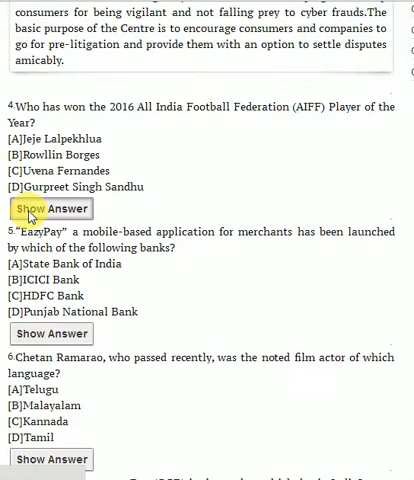 consumers for being vigilant and not falling prey to cyber frauds.The
basic purpose of the Centre is to encourage consumers and companies to
go for pre-litigation and provide them with an option to settle disputes
amicably.
4.Who has won the 2016 All India Football Federation (AIFF) Player of the
Year?
[A]Jeje Lalpekhlua
[B]Rowllin Borges
[C]Uvena Fernandes
[D]Gurpreet Singh Sandhu
Show Answer
5."EazyPay" a mobile-based application for merchants has been launched
by which of the following banks?
[A]State Bank of India
[B]ICICI Bank
[C]HDFC Bank
[D]Punjab National Bank
Show Answer
6.Chetan Ramarao, who passed recently, was the noted film actor of which
language?
[A]Telugu
[B]Malayalam
[C]Kannada
[D]Tamil
Show Answer